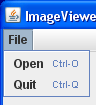 ImageViewe
File
Open Ctrl-O
Quit Ctrl-Q